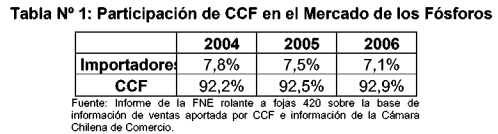 Tabla Nº 1: Participación de CCF en el Mercado de los Fósforos
2004 2005 2006
Importadores 7,8% 7,5% 7,1%
CCF 92,2% 92,5% 92,9%
Fuente: Informe de la FNE rolante a fojas 420 sobre la base de
información de ventas aportada por CCF e información de la Cámara
Chilena de Comercio.